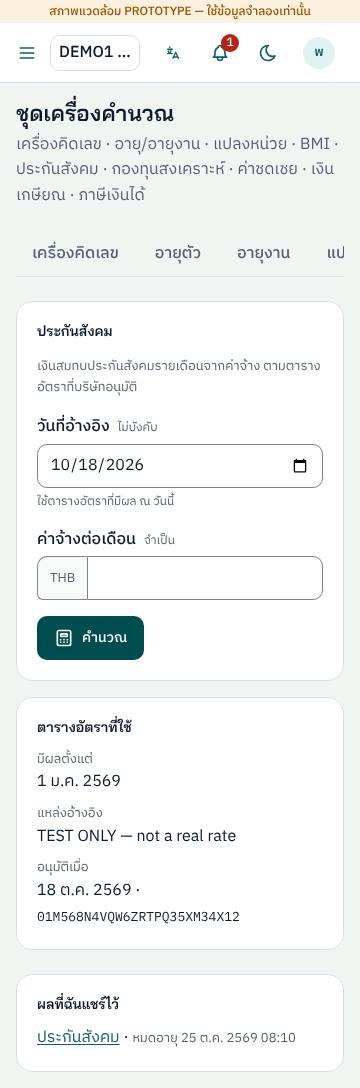 สภาพแวดล้อม PROTOTYPE — ใช้ข้อมูลจำลองเท่านั้น
DEMO1 ...
1
พ
ชุดเครื่องคำนวณ
เครื่องคิดเลข · อายุ/อายุงาน · แปลงหน่วย · BMI ·
ประกันสังคม · กองทุนสงเคราะห์ · ค่าชดเชย · เงิน
เกษียณ · ภาษีเงินได้
เครื่องคิดเลข อายุตัว อายุงาน แป
ประกันสังคม
เงินสมทบประกันสังคมรายเดือนจากค่าจ้าง ตามตาราง
อัตราที่บริษัทอนุมัติ
วันที่อ้างอิง ไม่บังคับ
10/18/2026
ใช้ตารางอัตราที่มีผล ณ วันนี้
ค่าจ้างต่อเดือน จำเป็น
THB
คำนวณ
ตารางอัตราที่ใช้
มีผลตั้งแต่
1 ม.ค. 2569
แหล่งอ้างอิง
TEST ONLY — not a real rate
อนุมัติเมื่อ
18 ต.ค. 2569 ·
01M568N4VQW6ZRTPQ35XM34X12
ผลที่ฉันแชร์ไว้
ประกันสังคม · หมดอายุ 25 ต.ค. 2569 08:10